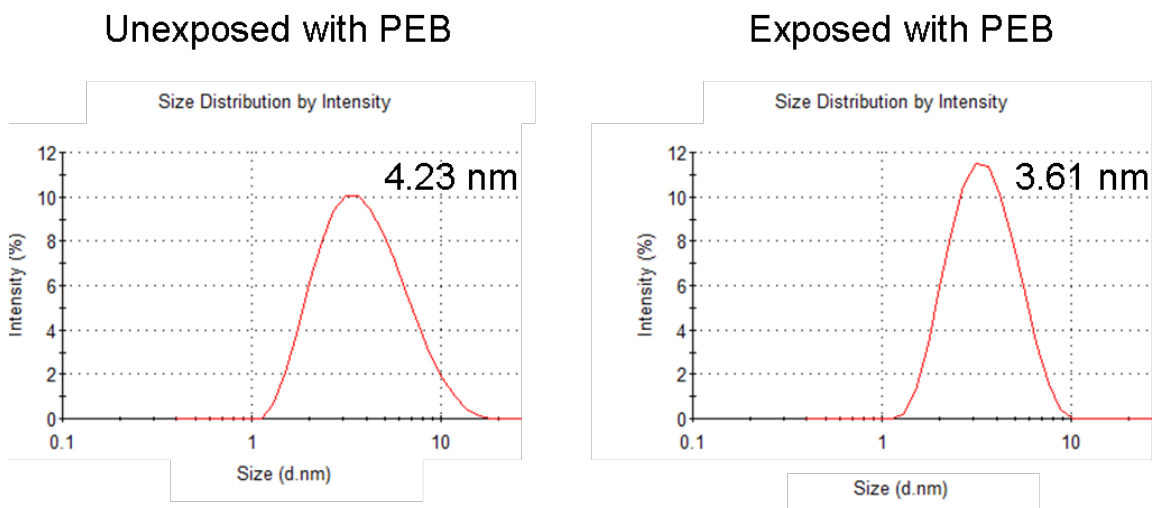 Unexposed with PEB
Size Distribution by Intensity
4.23 nm
Intensity (%)
12
10
8
6
4
2
0
0.1 1 10
Size (d.nm)
Exposed with PEB
Size Distribution by Intensity
3.61 nm
Intensity (%)
12
10
8
6
4
2
0
0.1 1 10
Size (d.nm)